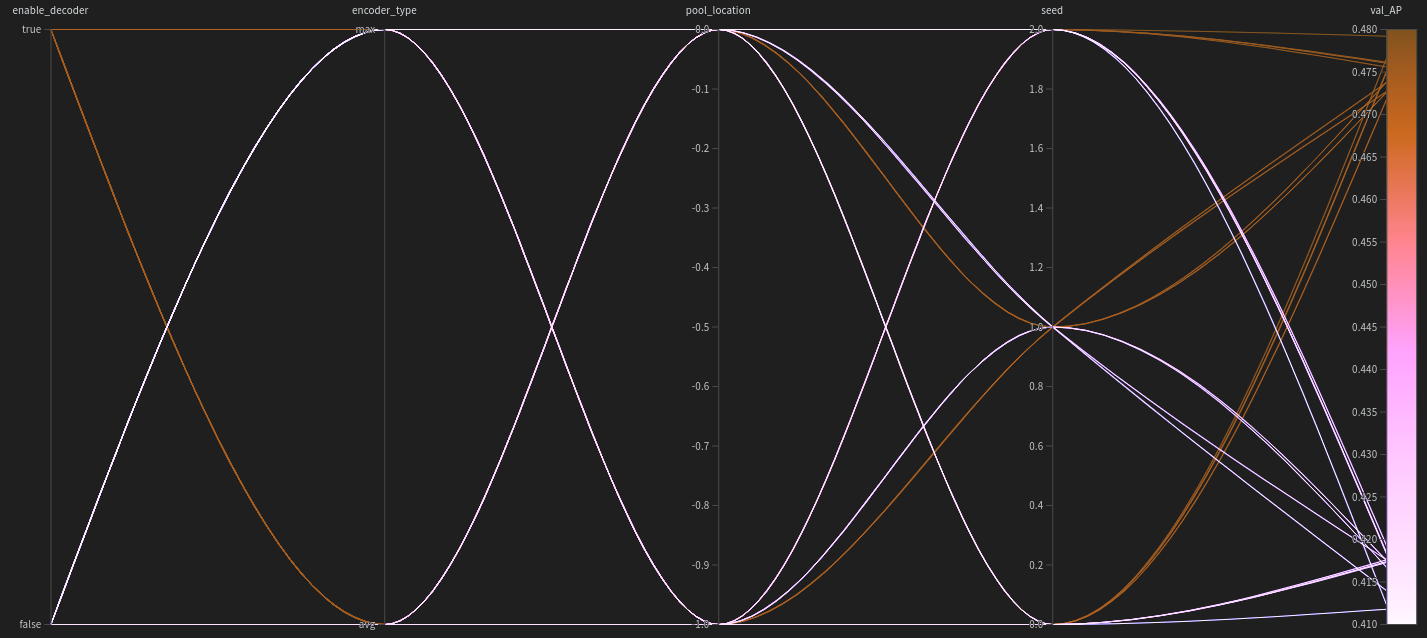 enable_decoder encoder_type pool_location seed val_AP
true max 0.0 2.0 0.480
-0.1 1.8 0.475
-0.2 1.6 0.470
-0.3 1.4 0.465
-0.4 1.2 0.460
-0.5 1.0 0.455
-0.6 0.8 0.450
-0.7 0.6 0.445
-0.8 0.4 0.440
-0.9 0.2 0.435
false avg -1.0 0.0 0.430
0.425
0.420
0.415
0.410